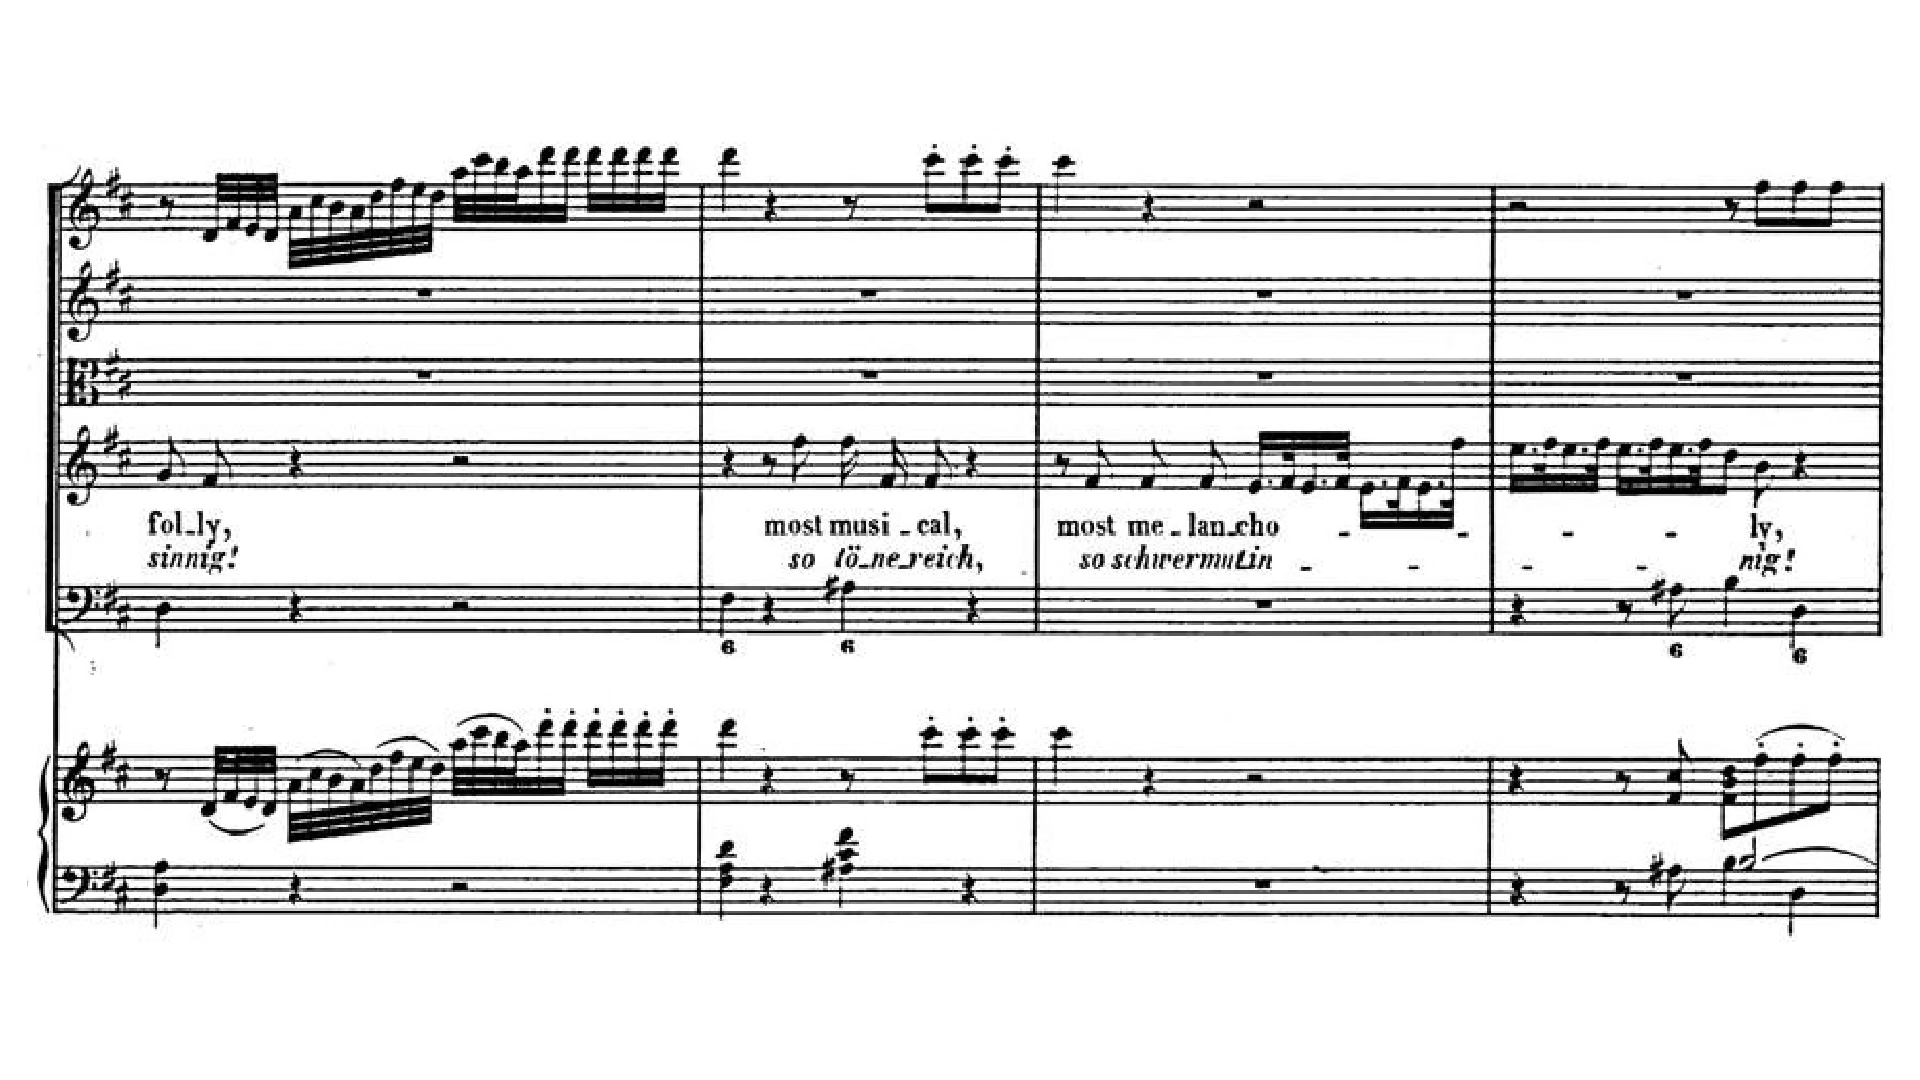 fol_ly, most musi_cal, most me_lan_cho - - - - ly,
sinnig! so tö_ne_reich, so schwermutin - - - - nig!
6 6 6 6